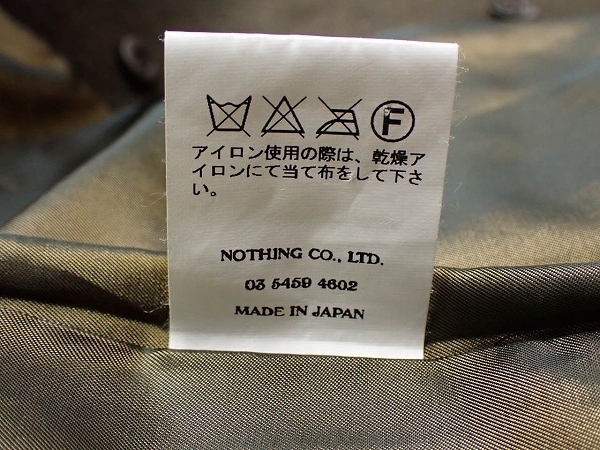 F
アイロン使用の際は、乾燥ア
イロンにて当て布をして下さ
い。
NOTHING CO., LTD.
03 5459 4602
MADE IN JAPAN